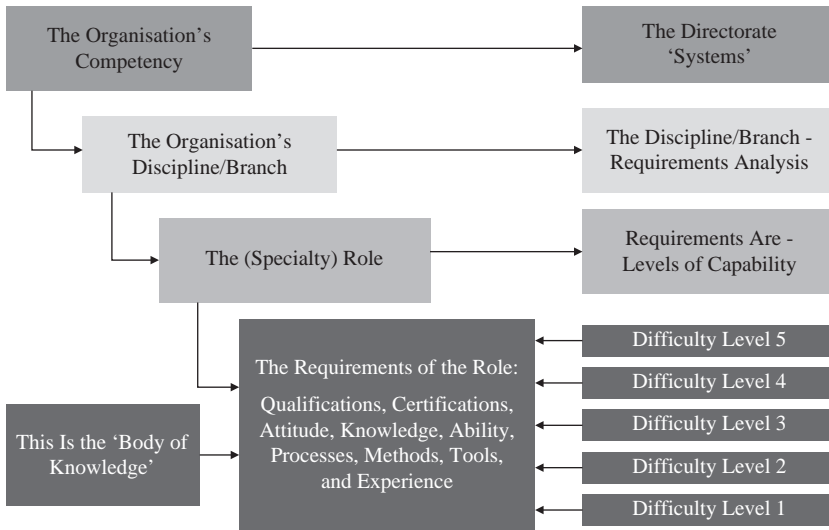 The Organisation’s
Competency
The Directorate
‘Systems’
The Organisation’s
Discipline/Branch
The Discipline/Branch -
Requirements Analysis
The (Specialty) Role
Requirements Are -
Levels of Capability
The Requirements of the Role:
Qualifications, Certifications,
Attitude, Knowledge, Ability,
Processes, Methods, Tools,
and Experience
Difficulty Level 5
Difficulty Level 4
Difficulty Level 3
Difficulty Level 2
Difficulty Level 1
This Is the ‘Body of
Knowledge’